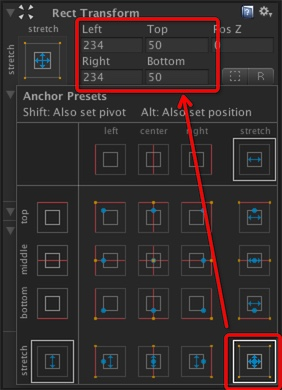 Rect Transform
stretch
Left Top Pos Z
234 50 0
Right Bottom
234 50
R
stretch
Anchor Presets
Shift: Also set pivot Alt: Also set position
left center right stretch
top
middle
bottom
stretch